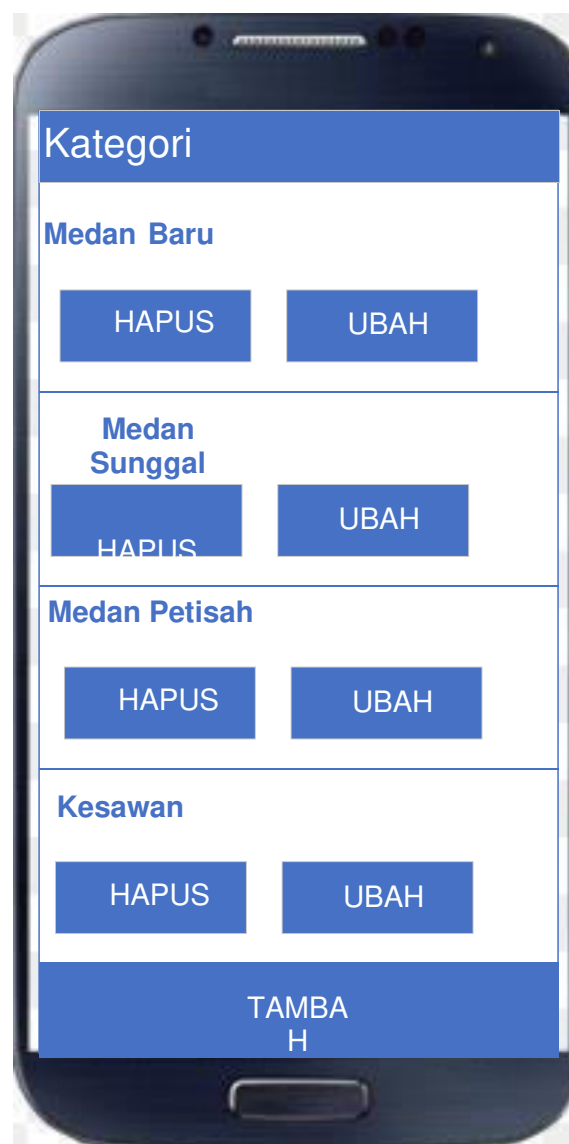 Kategori
Medan Baru
HAPUS UBAH
Medan
Sunggal
HAPUS UBAH
Medan Petisah
HAPUS UBAH
Kesawan
HAPUS UBAH
TAMBA
H